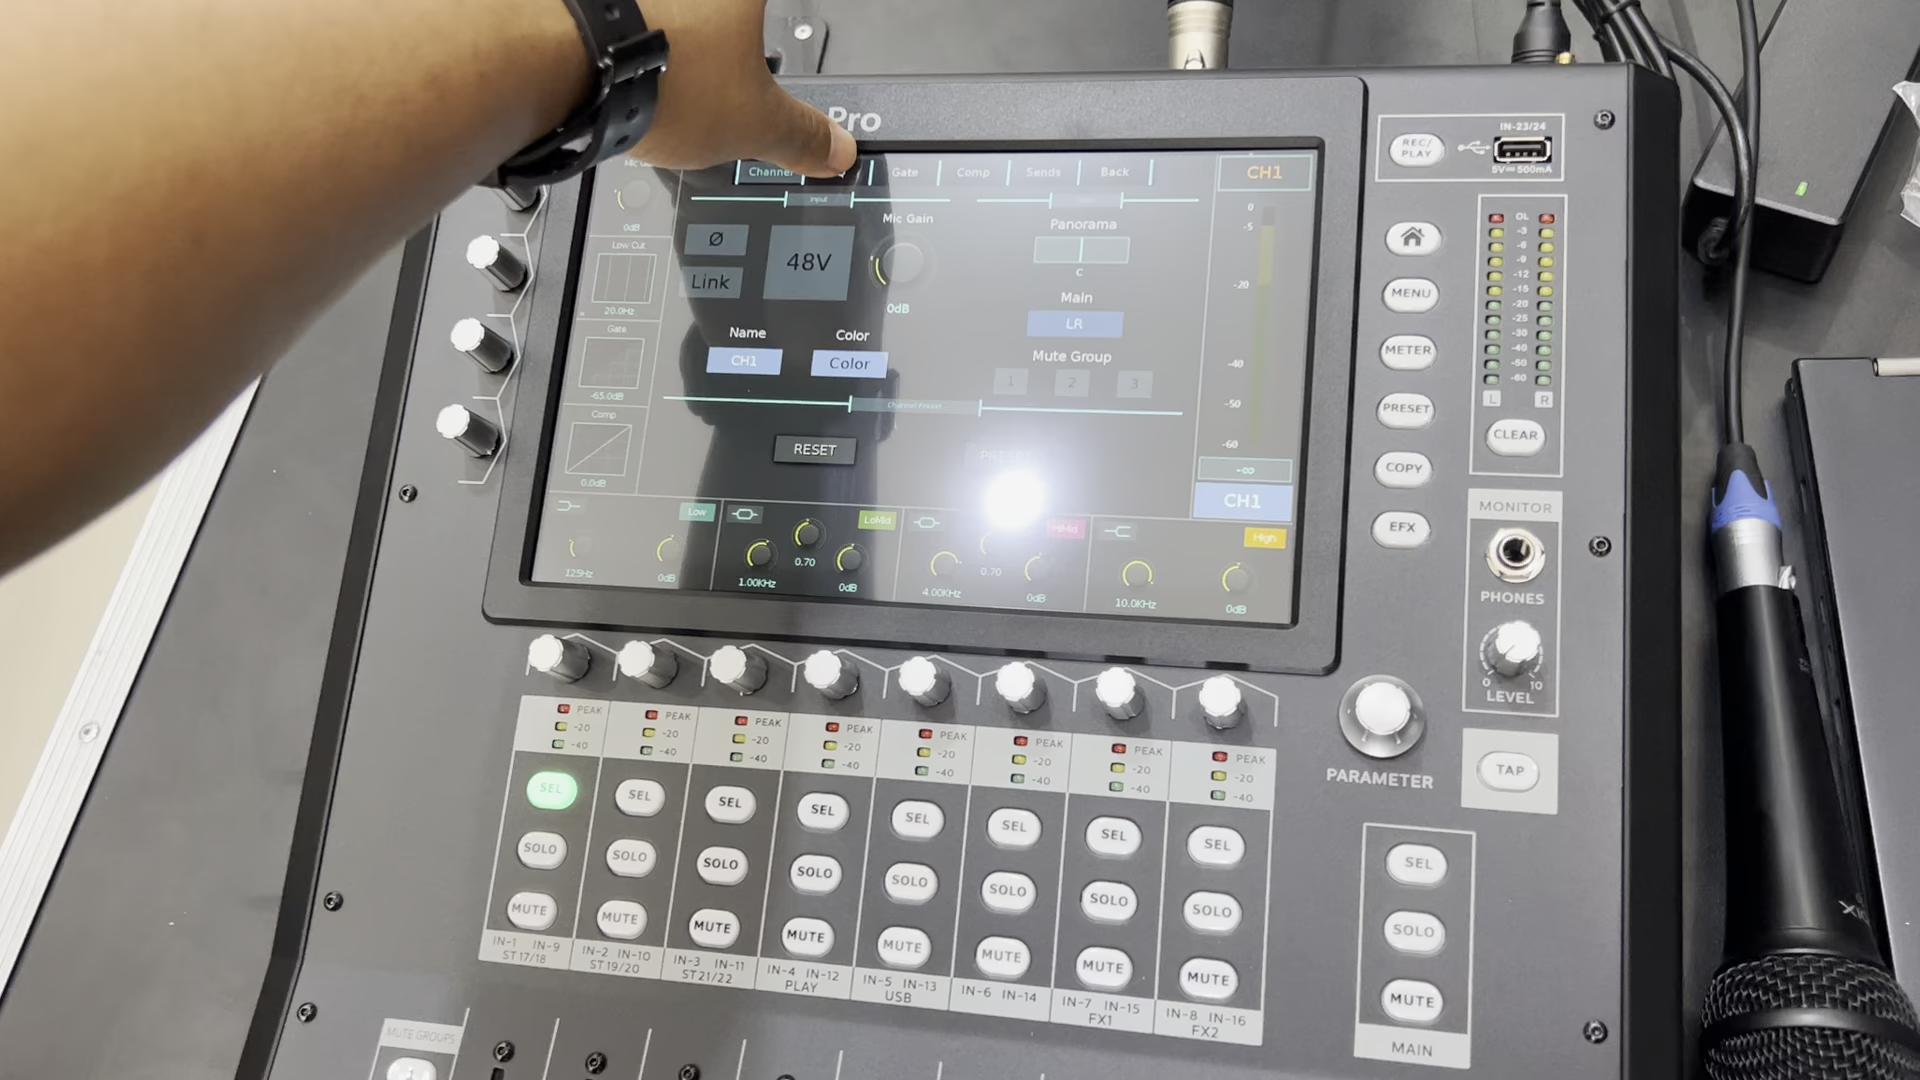 Pro
Channel
Gate
Comp
Sends
Back
CH1
0dB
Input
Mic Gain
Panorama
Ø
48V
Link
C
0dB
Main
LR
Low Cut
20.0Hz
Name
Color
CH1
Color
Mute Group
1 2 3
Gate
-65.0dB
Channel Preset
Comp
0.0dB
RESET
0
-5
-20
-40
-50
-60
-∞
CH1
Low
125Hz
0dB
LoMid
1.00KHz
0.70
0dB
HiMid
4.00KHz
0.70
0dB
High
10.0KHz
0dB
REC/
PLAY
IN-23/24
5V⎓500mA
MENU
METER
PRESET
COPY
EFX
OL
-3
-6
-9
-12
-15
-20
-25
-30
-40
-50
-60
L R
CLEAR
MONITOR
PHONES
0 10
LEVEL
PARAMETER
TAP
PEAK
-20
-40
PEAK
-20
-40
PEAK
-20
-40
PEAK
-20
-40
PEAK
-20
-40
PEAK
-20
-40
PEAK
-20
-40
PEAK
-20
-40
SEL SEL SEL SEL SEL SEL SEL SEL
SOLO SOLO SOLO SOLO SOLO SOLO SOLO SOLO
MUTE MUTE MUTE MUTE MUTE MUTE MUTE MUTE
IN-1 IN-9
ST17/18
IN-2 IN-10
ST19/20
IN-3 IN-11
ST21/22
IN-4 IN-12
PLAY
IN-5 IN-13
USB
IN-6 IN-14
IN-7 IN-15
FX1
IN-8 IN-16
FX2
SEL
SOLO
MUTE
MAIN
MUTE GROUPS
1